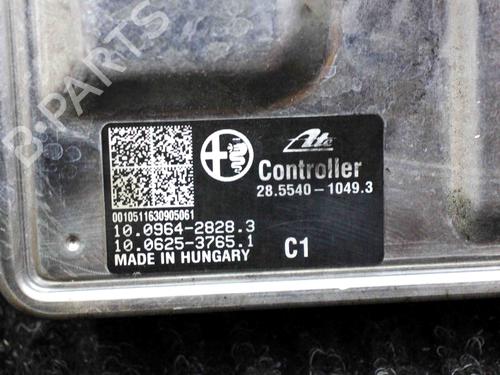 B-PARTS
Ate
Controller
28.5540-1049.3
0010511630905061
10.0964-2828.3
10.0625-3765.1
MADE IN HUNGARY
C1